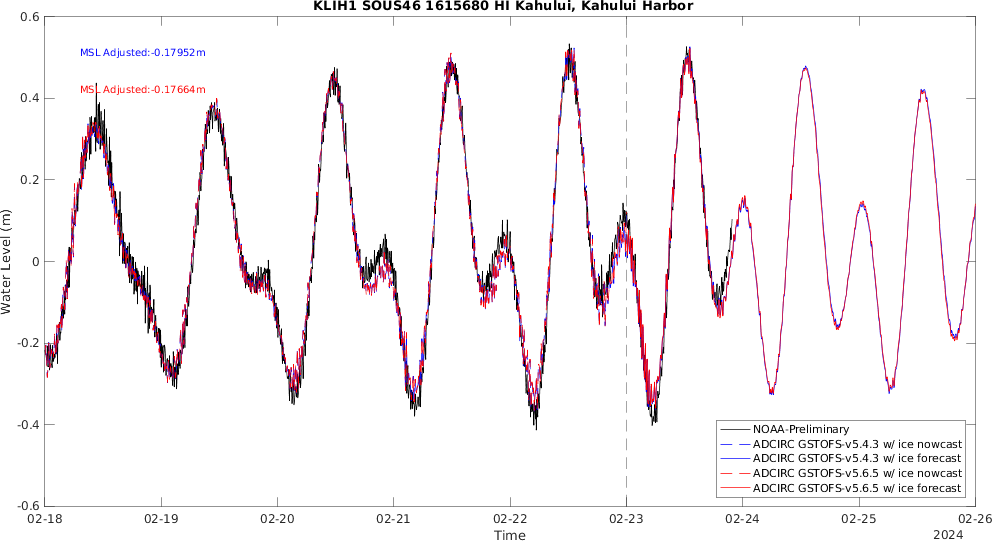 KLIH1 SOUS46 1615680 HI Kahului, Kahului Harbor
0.6
MSL Adjusted:-0.17952m
MSL Adjusted:-0.17664m
0.4
0.2
0
-0.2
-0.4
-0.6
Water Level (m)
NOAA-Preliminary
ADCIRC GSTOFS-v5.4.3 w/ ice nowcast
ADCIRC GSTOFS-v5.4.3 w/ ice forecast
ADCIRC GSTOFS-v5.6.5 w/ ice nowcast
ADCIRC GSTOFS-v5.6.5 w/ ice forecast
02-18 02-19 02-20 02-21 02-22 02-23 02-24 02-25 02-26
Time
2024